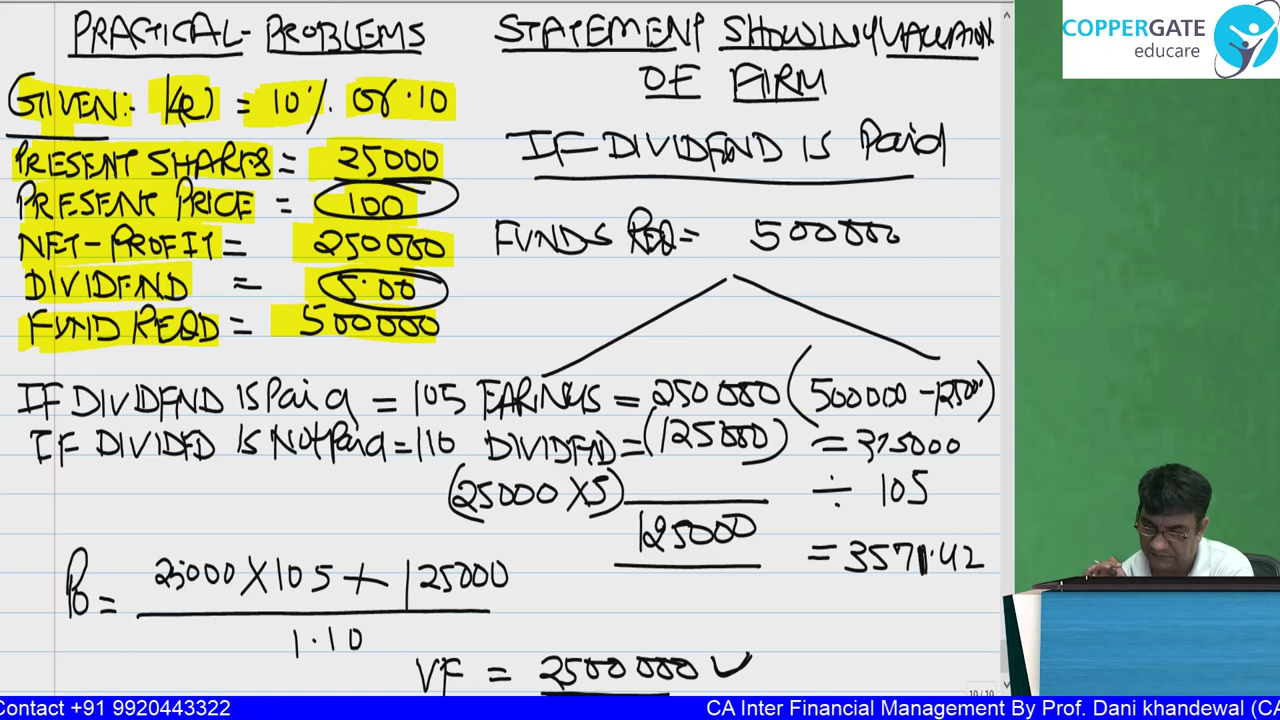 PRACTICAL- PROBLEMS
GIVEN:- (Ke) = 10% or .10
PRESENT SHARES = 25000
PRESENT PRICE = 100
NET-PROFIT = 250000
DIVIDEND = 5.00
FUND REQD = 500000
IF DIVIDEND IS Paid = 105
IF DIVIDED IS Not Paid = 110
STATEMENT SHOWING VALUATION
OF FIRM
IF DIVIDEND IS Paid
FUNDS REQ = 500000
EARNINGS = 250000
DIVIDEND = (125000)
(25000 X 5)
125000
(500000 - 125000)
= 375000
÷ 105
= 3571.42
P0 = 25000 X 105 + 125000
1.10
VF = 2500000 ✓
10 / 10
COPPERGATE
educare
Contact +91 9920443322
CA Inter Financial Management By Prof. Dani khandewal (CA